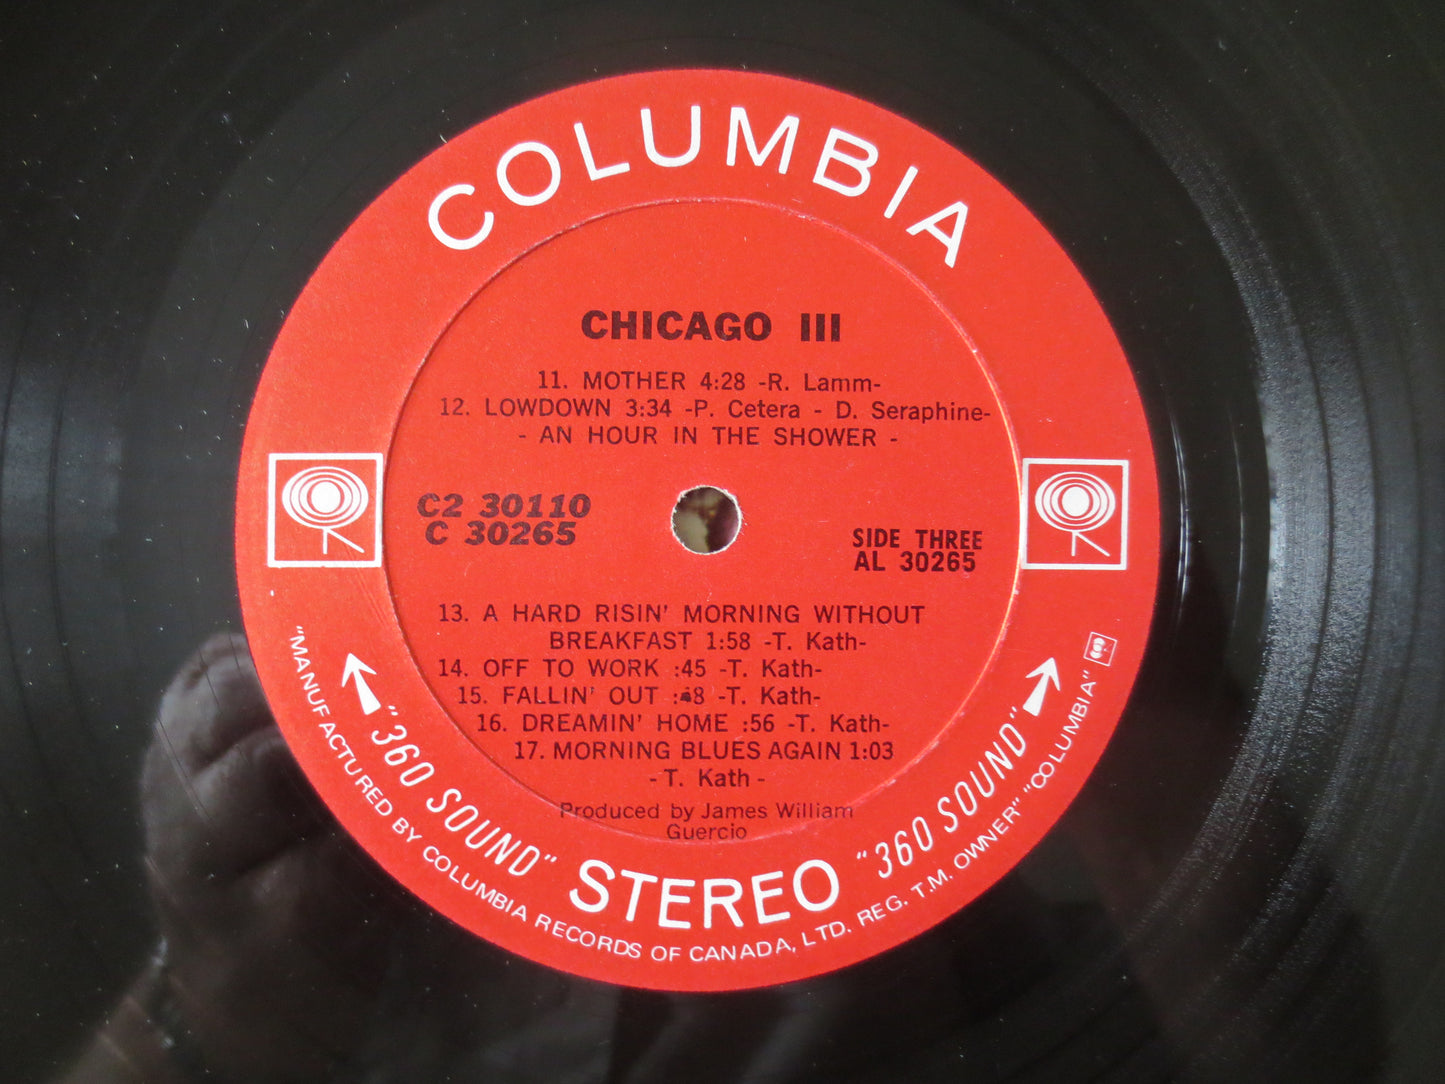 COLUMBIA
CHICAGO III
11. MOTHER 4:28 -R. Lamm-
12. LOWDOWN 3:34 -P. Cetera - D. Seraphine-
- AN HOUR IN THE SHOWER -
C2 30110
C 30265
SIDE THREE
AL 30265
13. A HARD RISIN' MORNING WITHOUT
BREAKFAST 1:58 -T. Kath-
14. OFF TO WORK :45 -T. Kath-
15. FALLIN' OUT :48 -T. Kath-
16. DREAMIN' HOME :56 -T. Kath-
17. MORNING BLUES AGAIN 1:03
-T. Kath -
Produced by James William
Guercio
"360 SOUND" STEREO "360 SOUND"
"MANUFACTURED BY COLUMBIA RECORDS OF CANADA, LTD. REG. T.M. OWNER" "COLUMBIA"